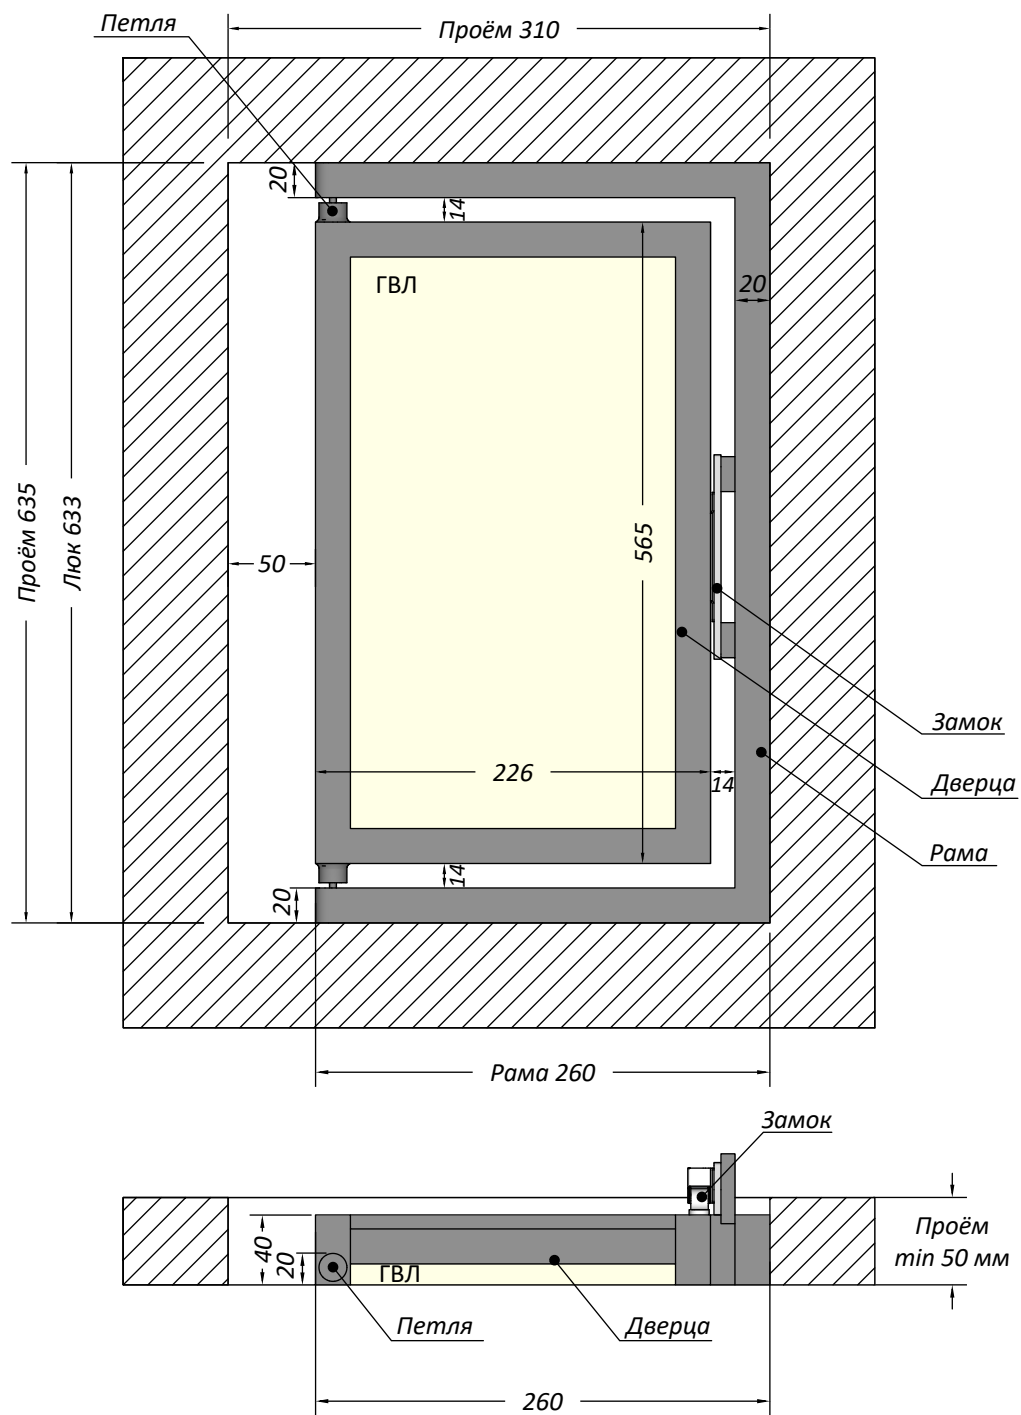 Петля
Проём 310
20
14
ГВЛ
20
Проём 635
Люк 633
50
565
Замок
226
14
Дверца
Рама
14
20
Рама 260
Замок
Проём
min 50 мм
40
20
ГВЛ
Петля
Дверца
260